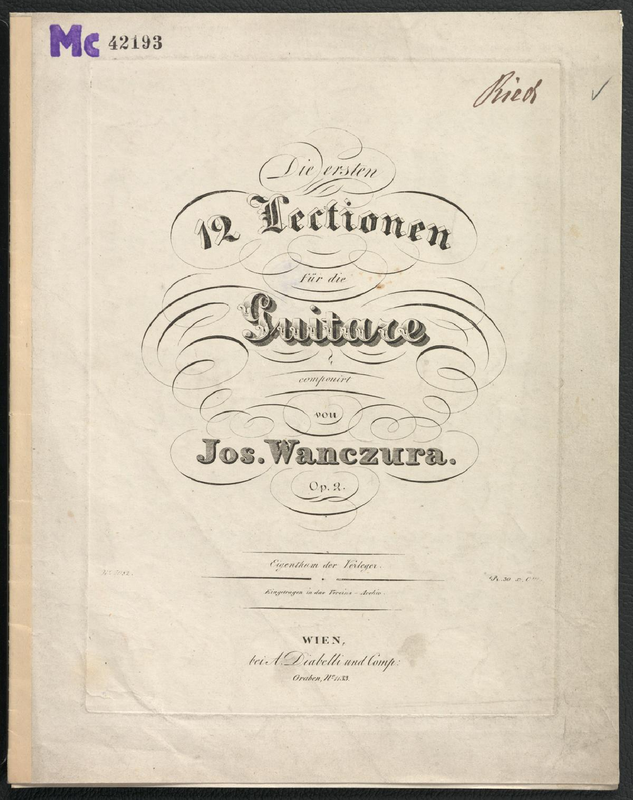 Mc 42193
Die ersten
12 Lectionen
für die
Guitare
componirt
von
Jos. Wanczura.
Op. 2.
Eigenthum der Verleger.
Eingetragen in das Vereins-Archiv.
WIEN,
bei A. Diabelli und Comp:
Graben, No 1133.